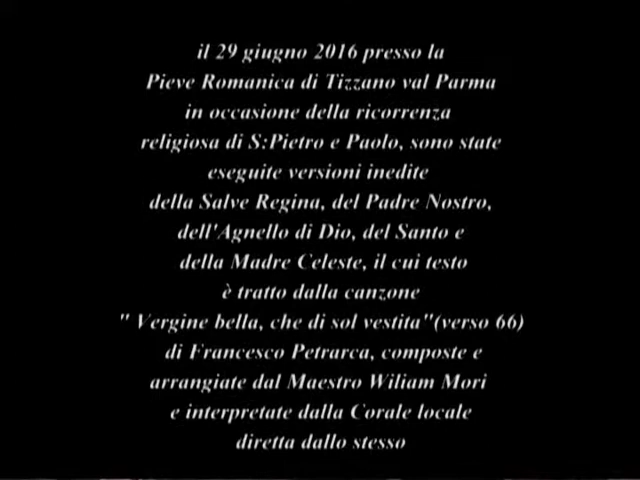 il 29 giugno 2016 presso la
Pieve Romanica di Tizzano val Parma
in occasione della ricorrenza
religiosa di S:Pietro e Paolo, sono state
eseguite versioni inedite
della Salve Regina, del Padre Nostro,
dell'Agnello di Dio, del Santo e
della Madre Celeste, il cui testo
è tratto dalla canzone
" Vergine bella, che di sol vestita"(verso 66)
di Francesco Petrarca, composte e
arrangiate dal Maestro Wiliam Mori
e interpretate dalla Corale locale
diretta dallo stesso